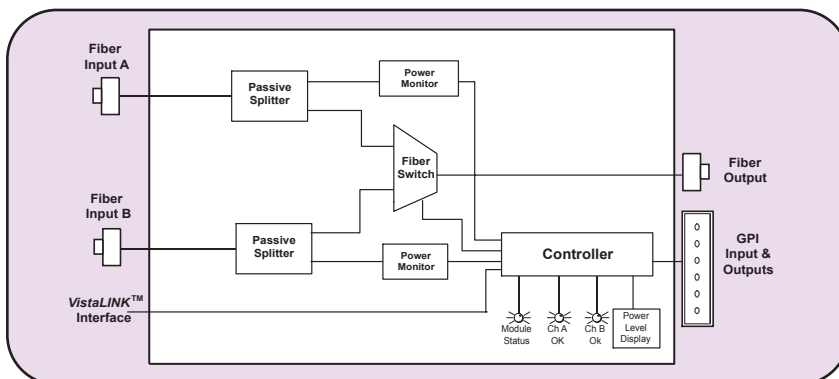 Fiber
Input A
Passive
Splitter
Power
Monitor
Fiber
Switch
Fiber
Output
Fiber
Input B
Passive
Splitter
Power
Monitor
Controller
GPI
Input &
Outputs
VistaLINK™
Interface
Module
Status
Ch A
OK
Ch B
Ok
Power
Level
Display